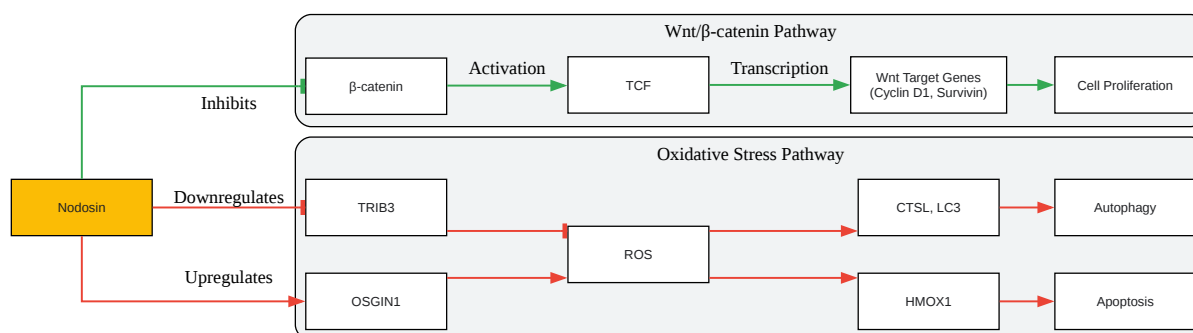 Wnt/β-catenin Pathway
β-catenin
Activation
TCF
Transcription
Wnt Target Genes
(Cyclin D1, Survivin)
Cell Proliferation
Inhibits
Oxidative Stress Pathway
Nodosin
Downregulates
TRIB3
CTSL, LC3
Autophagy
ROS
Upregulates
OSGIN1
HMOX1
Apoptosis